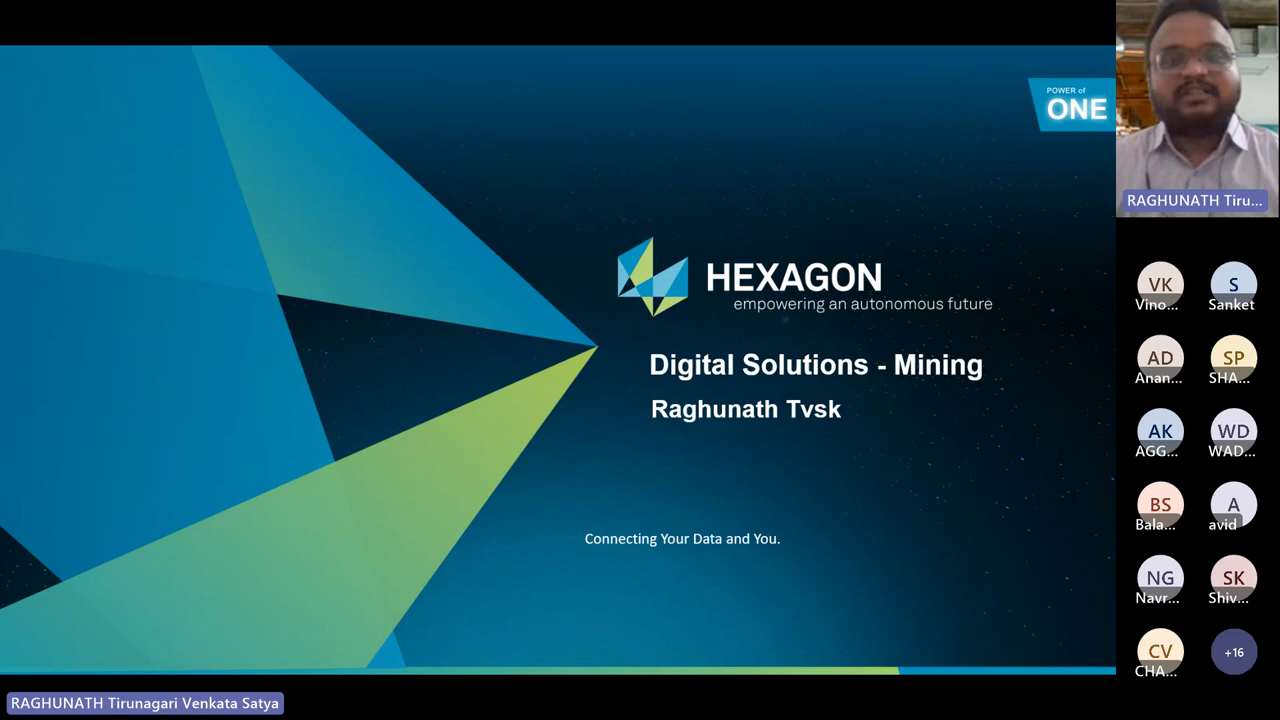 POWER of
ONE
HEXAGON
empowering an autonomous future
Digital Solutions - Mining
Raghunath Tvsk
Connecting Your Data and You.
RAGHUNATH Tirunagari Venkata Satya
RAGHUNATH Tiru...
VK
Vino...
S
Sanket
AD
Anan...
SP
SHA...
AK
AGG...
WD
WAD...
BS
Bala...
A
avid
NG
Navr...
SK
Shiv...
CV
CHA...
+16